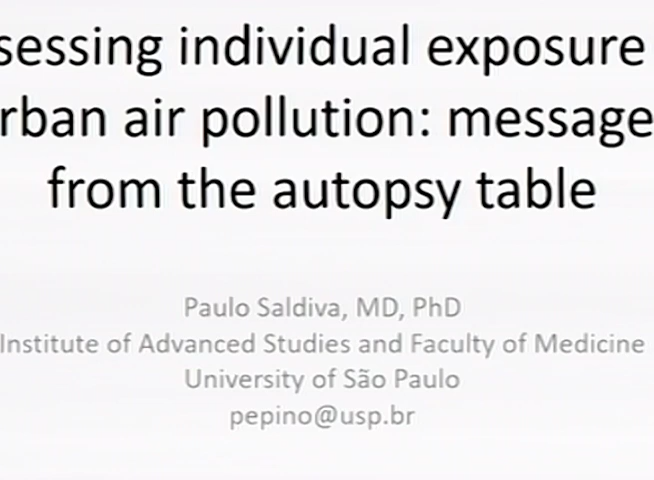 sessing individual exposure
rban air pollution: message
from the autopsy table
Paulo Saldiva, MD, PhD
Institute of Advanced Studies and Faculty of Medicine
University of São Paulo
pepino@usp.br